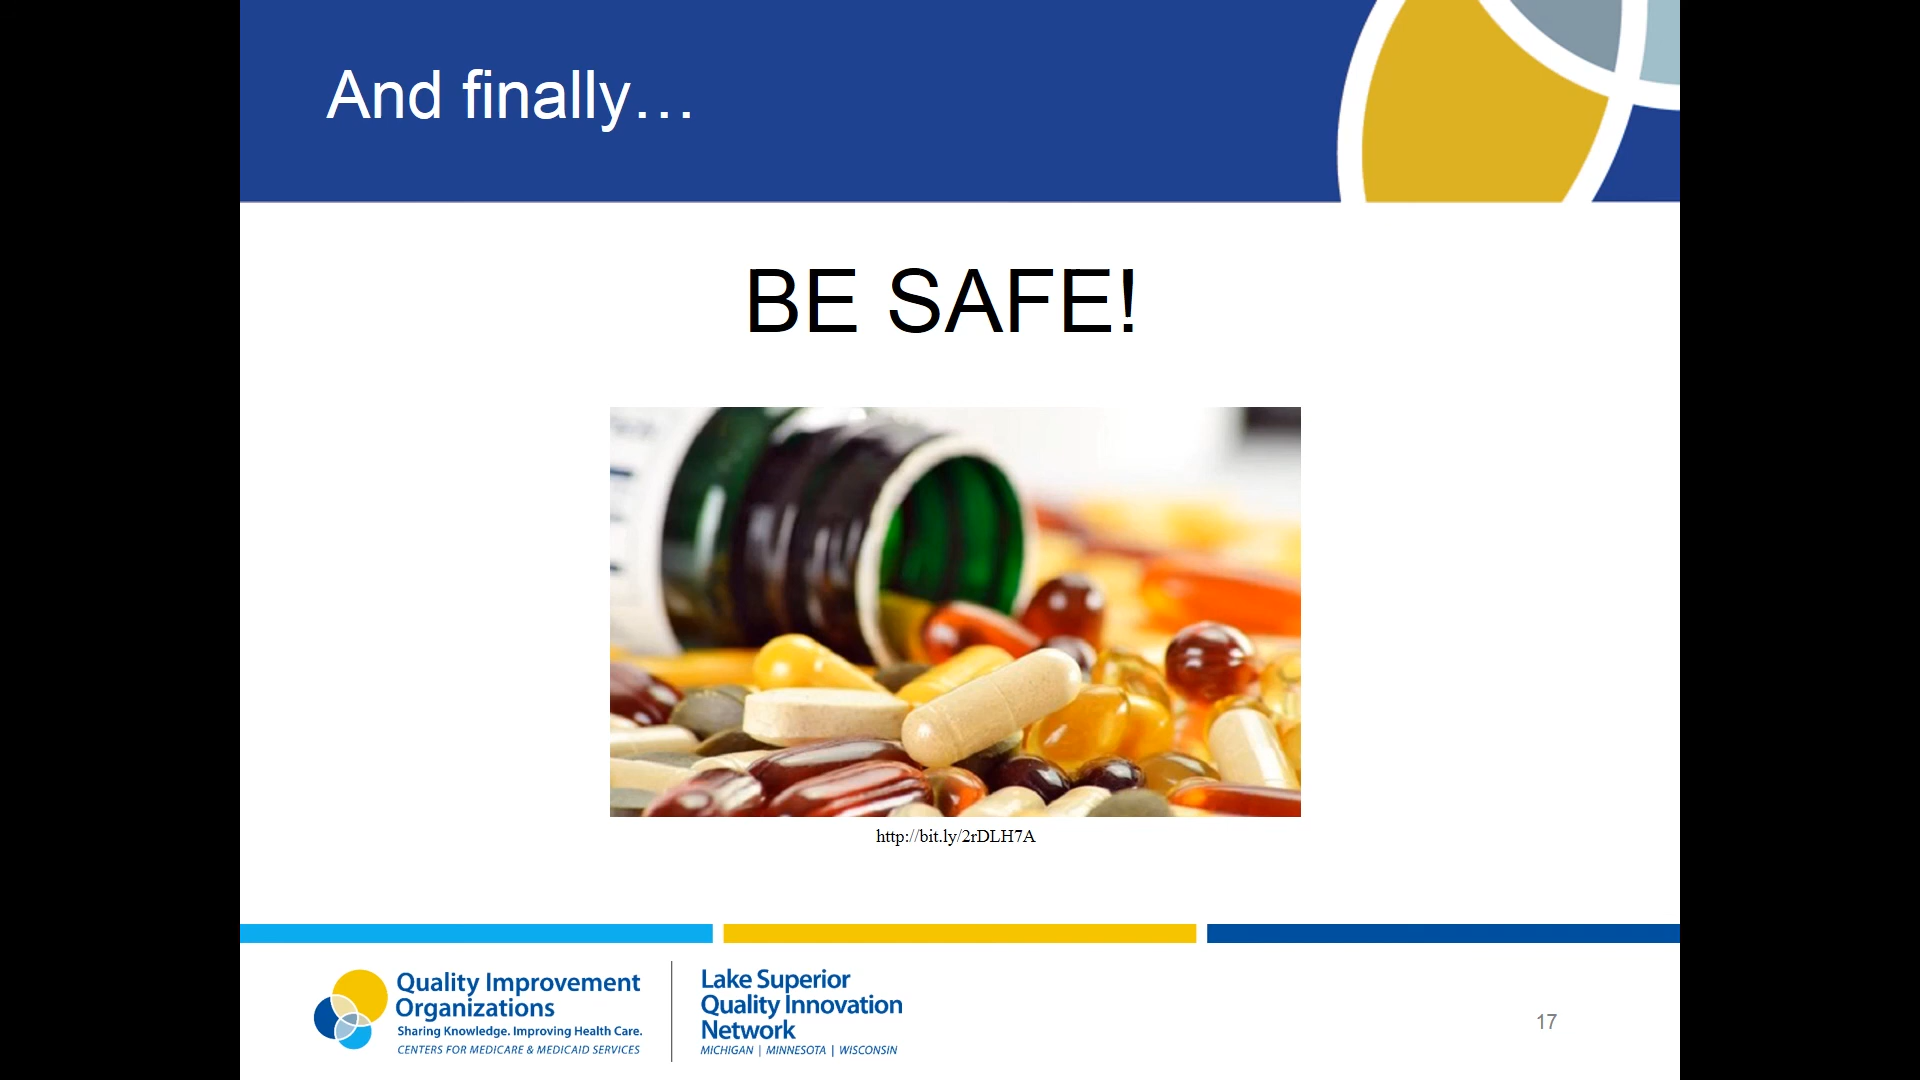 And finally…
BE SAFE!
http://bit.ly/2rDLH7A
Quality Improvement
Organizations
Sharing Knowledge. Improving Health Care.
CENTERS FOR MEDICARE & MEDICAID SERVICES
Lake Superior
Quality Innovation
Network
MICHIGAN | MINNESOTA | WISCONSIN
17